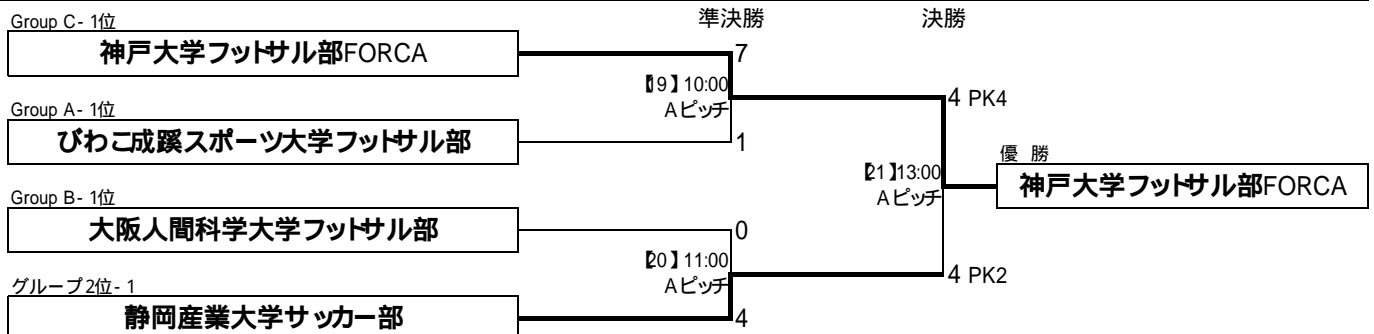 準決勝 決勝
Group C- 1位
神戸大学フットサル部FORCA
7
【19】10:00
Aピッチ
4 PK4
Group A- 1位
びわこ成蹊スポーツ大学フットサル部
1
優 勝
【21】13:00
Aピッチ
神戸大学フットサル部FORCA
Group B- 1位
大阪人間科学大学フットサル部
0
【20】11:00
Aピッチ
4 PK2
グループ2位- 1
静岡産業大学サッカー部
4